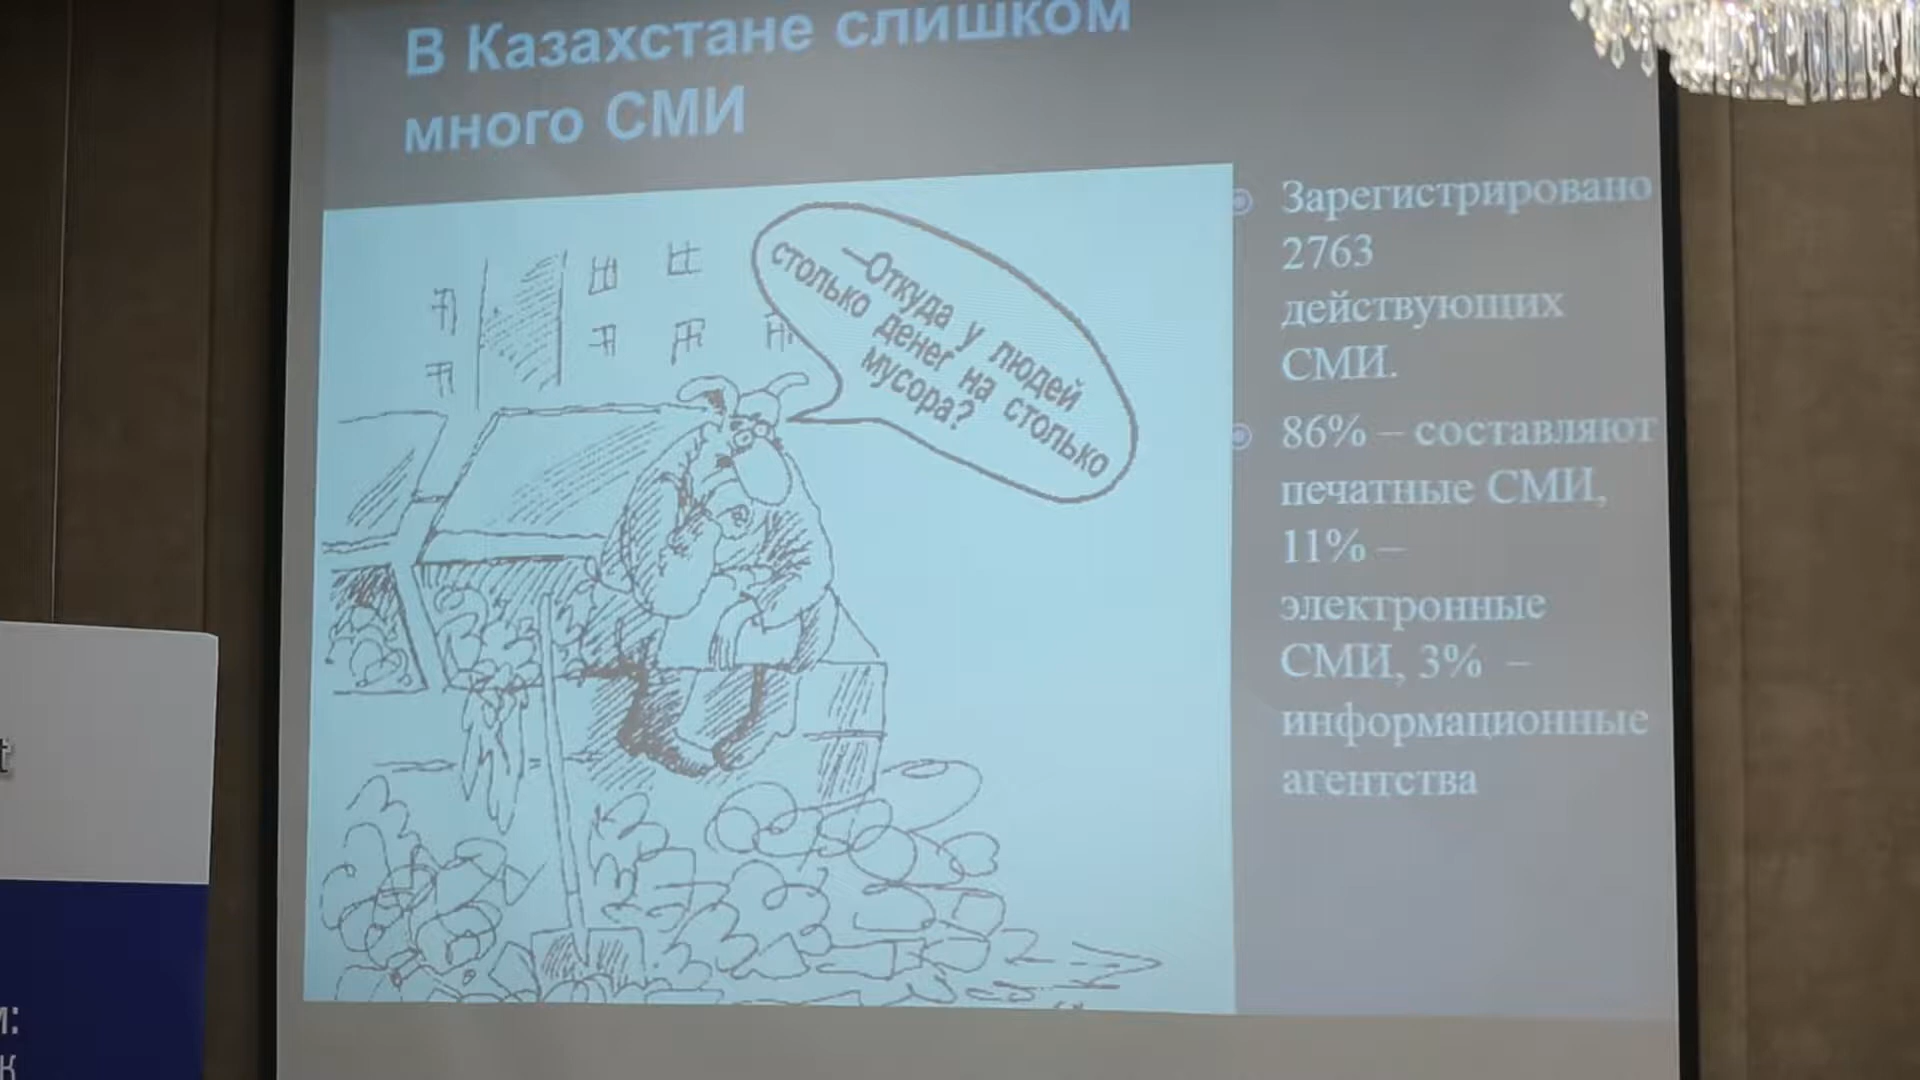 В Казахстане слишком
много СМИ
—Откуда у людей
столько денег на столько
мусора?
Зарегистрировано
2763
действующих
СМИ.
86% – составляют
печатные СМИ,
11% –
электронные
СМИ, 3% –
информационные
агентства